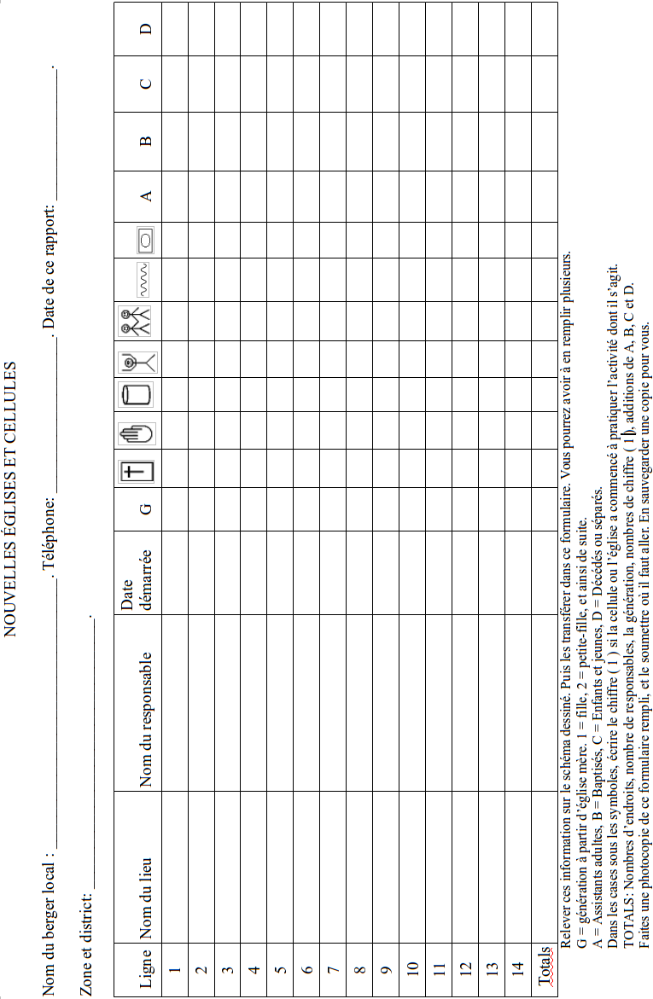 NOUVELLES ÉGLISES ET CELLULES
Nom du berger local : ______________________________. Téléphone: __________________. Date de ce rapport: _______________.
Zone et district: ______________________________.
Ligne Nom du lieu Nom du responsable Date démarrée G A B C D
1
2
3
4
5
6
7
8
9
10
11
12
13
14
Totals
Relever ces information sur le schéma dessiné. Puis les transférer dans ce formulaire. Vous pourrez avoir à en remplir plusieurs.
G = génération à partir d'église mère. 1 = fille, 2 = petite-fille, et ainsi de suite.
A = Assistants adultes, B = Baptisés, C = Enfants et jeunes, D = Décédés ou séparés.
Dans les cases sous les symboles, écrire le chiffre ( 1 ) si la cellule ou l'église a commencé à pratiquer l'activité dont il s'agit.
TOTALS: Nombres d'endroits, nombre de responsables, la génération, nombres de chiffre ( 1 ), additions de A, B, C et D.
Faites une photocopie de ce formulaire rempli, et le soumettre où il faut aller. En sauvegarder une copie pour vous.